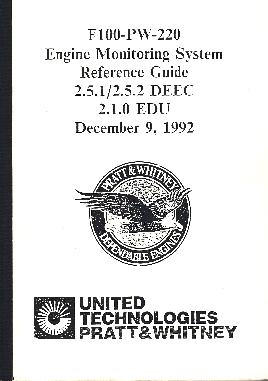 F100-PW-220
Engine Monitoring System
Reference Guide
2.5.1/2.5.2 DEEC
2.1.0 EDU
December 9, 1992
PRATT & WHITNEY
DEPENDABLE ENGINES
UNITED
TECHNOLOGIES
PRATT&WHITNEY